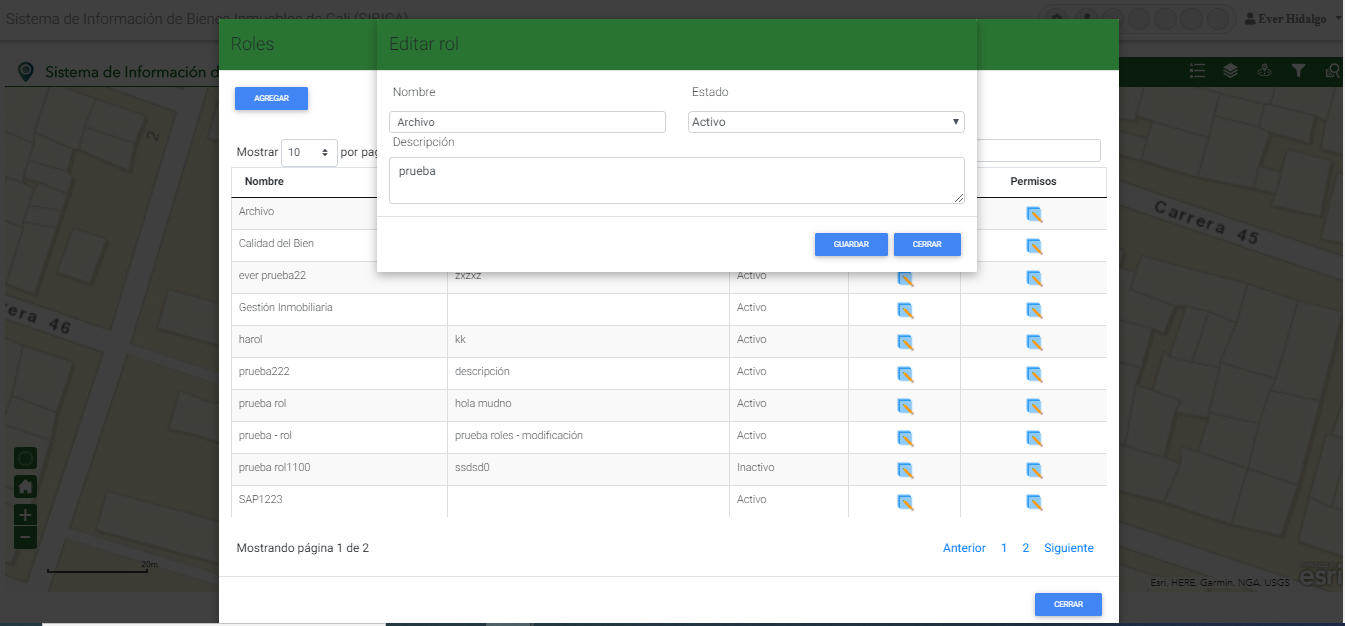 Sistema de Información de Bienes Inmuebles de Cali (SIBICA)
Ever Hidalgo
Roles
Editar rol
Sistema de Información d
AGREGAR
Nombre
Estado
Archivo
Activo
Descripción
prueba
Mostrar 10 por pag
Nombre
Permisos
GUARDAR
CERRAR
Archivo
Calidad del Bien
ever prueba22
zxzxz
Activo
Gestión Inmobiliaria
Activo
harol
kk
Activo
prueba222
descripción
Activo
prueba rol
hola mudno
Activo
prueba - rol
prueba roles - modificación
Activo
prueba rol1100
ssdsd0
Inactivo
SAP1223
Activo
Mostrando página 1 de 2
Anterior 1 2 Siguiente
CERRAR
Carrera 45
era 46
2
20m
Esri, HERE, Garmin, NGA, USGS
esri